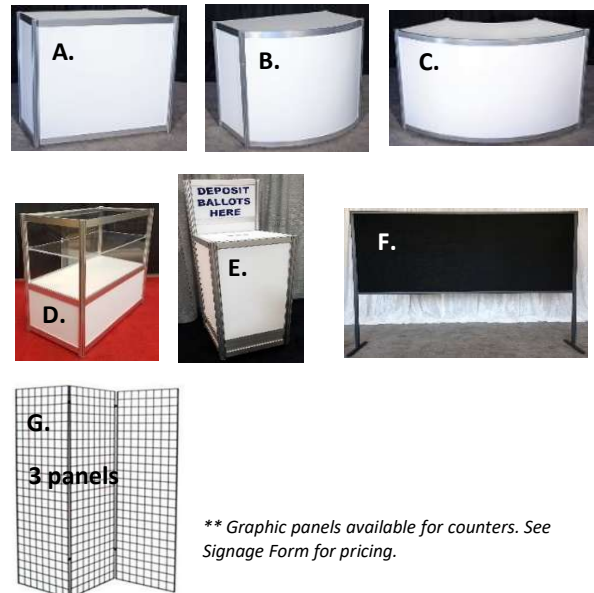 A.
B.
C.
DEPOSIT
BALLOTS
HERE
D.
E.
F.
G.
3 panels
** Graphic panels available for counters. See
Signage Form for pricing.